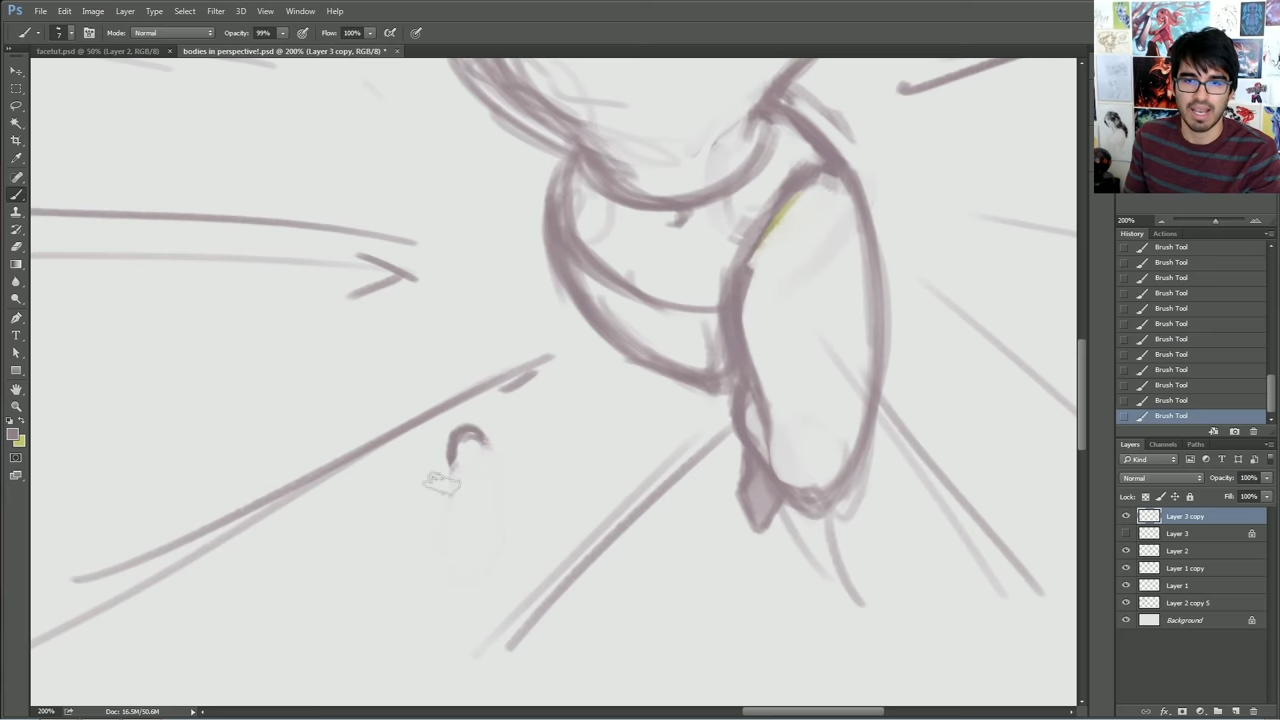 Ps File Edit Image Layer Type Select Filter 3D View Window Help
7 Mode: Normal Opacity: 99% Flow: 100%
facetut.psd @ 50% (Layer 2, RGB/8) × bodies in perspective!.psd @ 200% (Layer 3 copy, RGB/8) * ×
200%
History Actions
Brush Tool
Brush Tool
Brush Tool
Brush Tool
Brush Tool
Brush Tool
Brush Tool
Brush Tool
Brush Tool
Brush Tool
Brush Tool
Brush Tool
Layers Channels Paths
Kind
Normal Opacity: 100%
Lock: Fill: 100%
Layer 3 copy
Layer 3
Layer 2
Layer 1 copy
Layer 1
Layer 2 copy 5
Background
200% Doc: 16.5M/50.6M